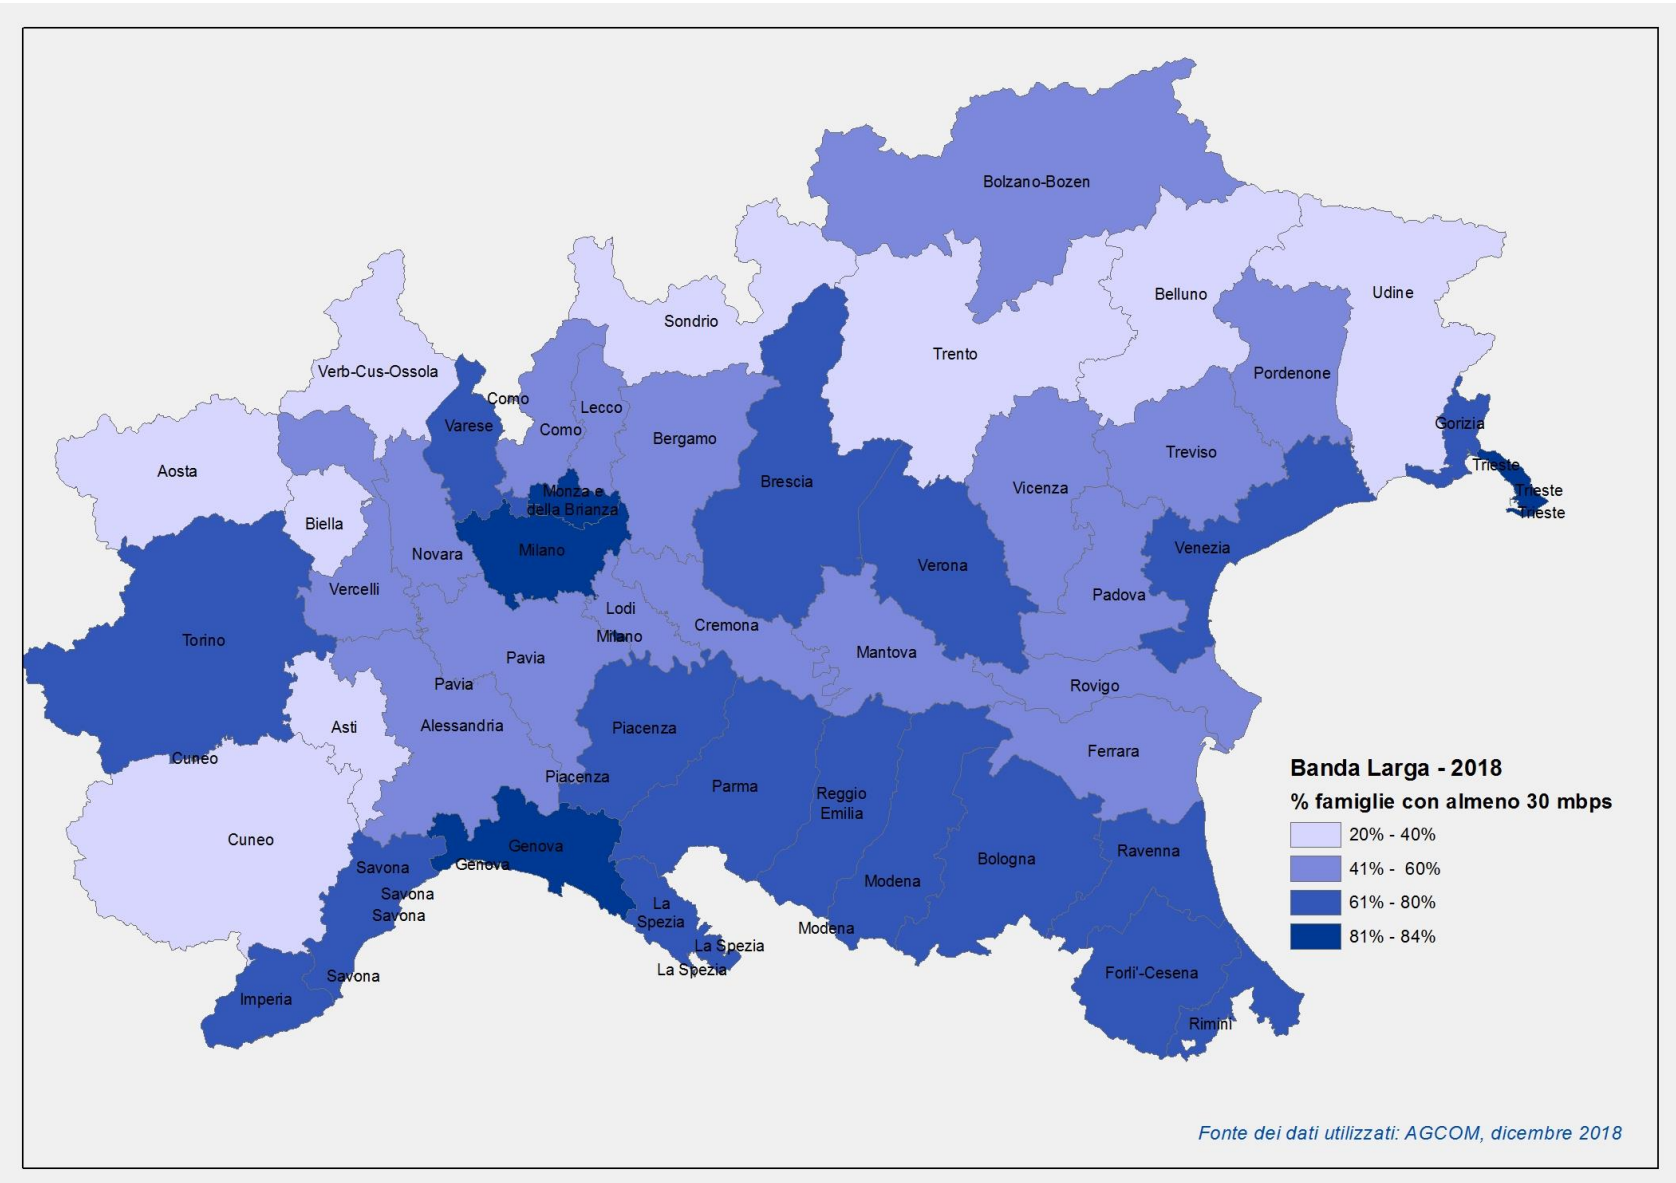 Bolzano-Bozen
Belluno
Udine
Sondrio
Trento
Verb-Cus-Ossola
Pordenone
Como
Lecco
Varese
Como
Gorizia
Bergamo
Treviso
Aosta
Trieste
Brescia
Vicenza
Monza e
della Brianza
Trieste
Trieste
Biella
Novara
Milano
Venezia
Verona
Vercelli
Padova
Lodi
Cremona
Milano
Torino
Mantova
Pavia
Pavia
Rovigo
Asti
Alessandria
Piacenza
Ferrara
Cuneo
Piacenza
Parma
Reggio
Emilia
Cuneo
Genova
Genova
Savona
Ravenna
Bologna
Modena
Savona
Savona
La
Spezia
Modena
La Spezia
La Spezia
Savona
Forli'-Cesena
Imperia
Rimini
Banda Larga - 2018
% famiglie con almeno 30 mbps
20% - 40%
41% - 60%
61% - 80%
81% - 84%
Fonte dei dati utilizzati: AGCOM, dicembre 2018